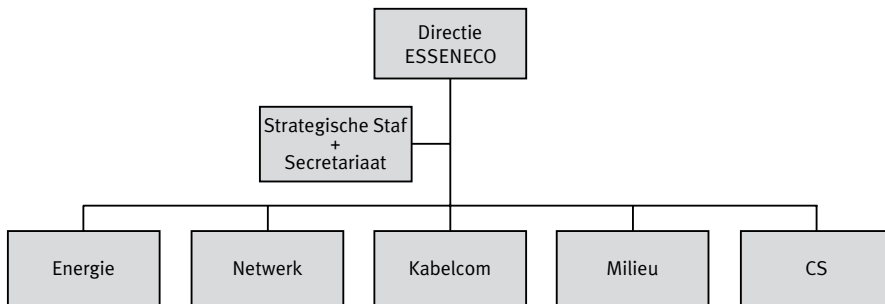 Directie
ESSENECO
Strategische Staf
+
Secretariaat
Energie
Netwerk
Kabelcom
Milieu
CS